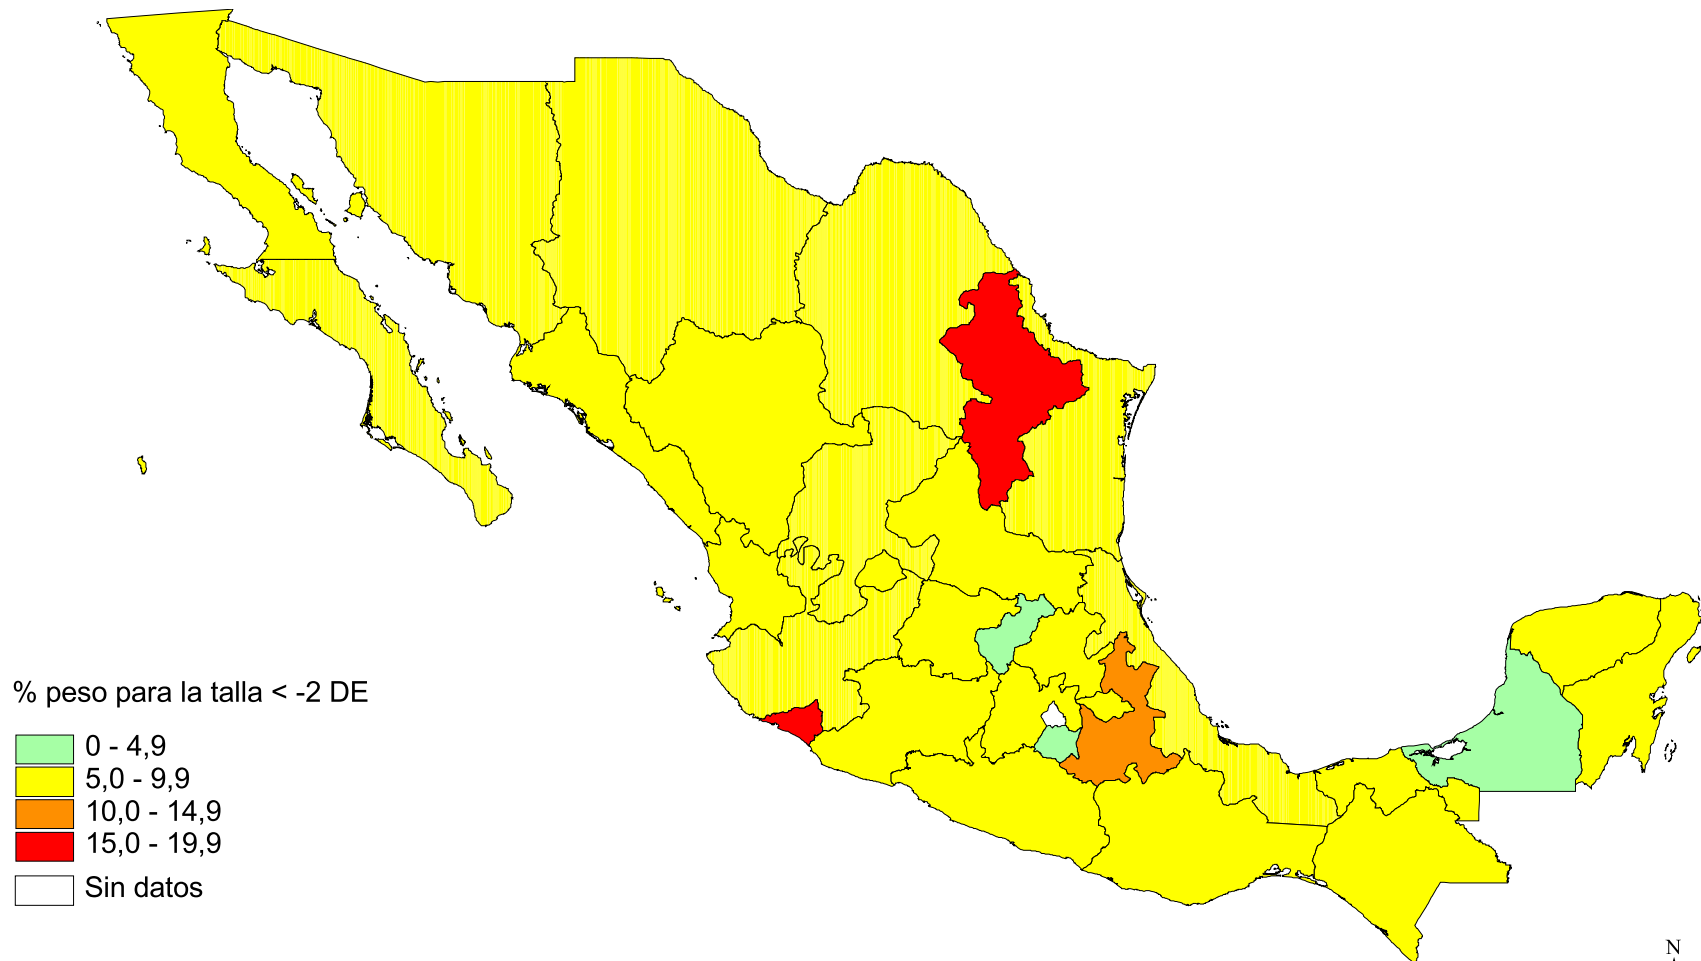 % peso para la talla < -2 DE
0 - 4,9
5,0 - 9,9
10,0 - 14,9
15,0 - 19,9
Sin datos
N